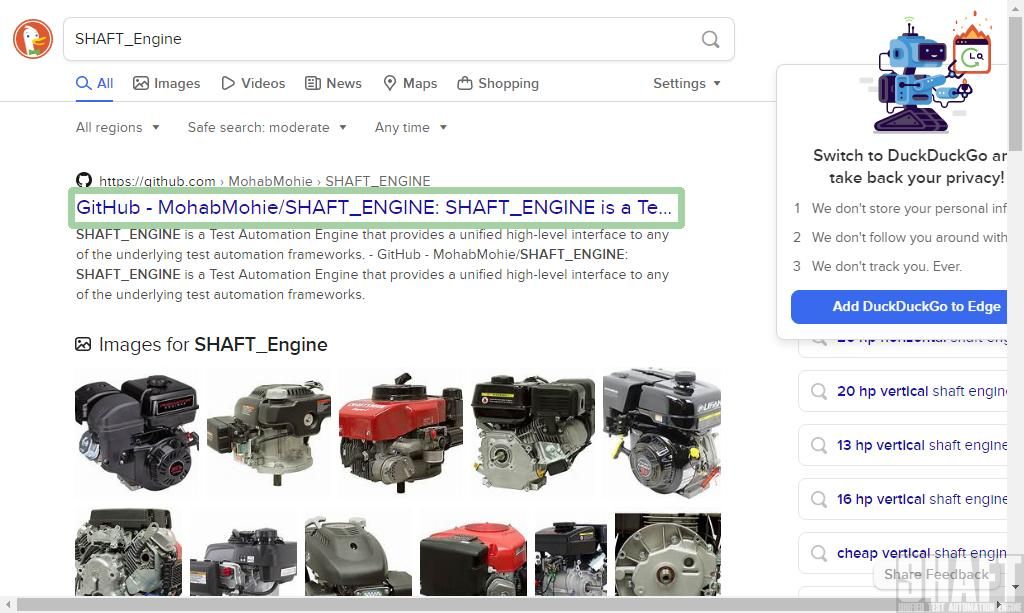 SHAFT_Engine
All
Images
Videos
News
Maps
Shopping
Settings
All regions
Safe search: moderate
Any time
https://github.com › MohabMohie › SHAFT_ENGINE
GitHub - MohabMohie/SHAFT_ENGINE: SHAFT_ENGINE is a Te...
SHAFT_ENGINE is a Test Automation Engine that provides a unified high-level interface to any
of the underlying test automation frameworks. - GitHub - MohabMohie/SHAFT_ENGINE:
SHAFT_ENGINE is a Test Automation Engine that provides a unified high-level interface to any
of the underlying test automation frameworks.
Images for SHAFT_Engine
Switch to DuckDuckGo an
take back your privacy!
1 We don't store your personal inf
2 We don't follow you around with
3 We don't track you. Ever.
Add DuckDuckGo to Edge
20 hp horizontal shaft eng
20 hp vertical shaft engin
13 hp vertical shaft engine
16 hp vertical shaft engine
cheap vertical shaft engin
Share Feedback
SHAFT
TEST AUTOMATION